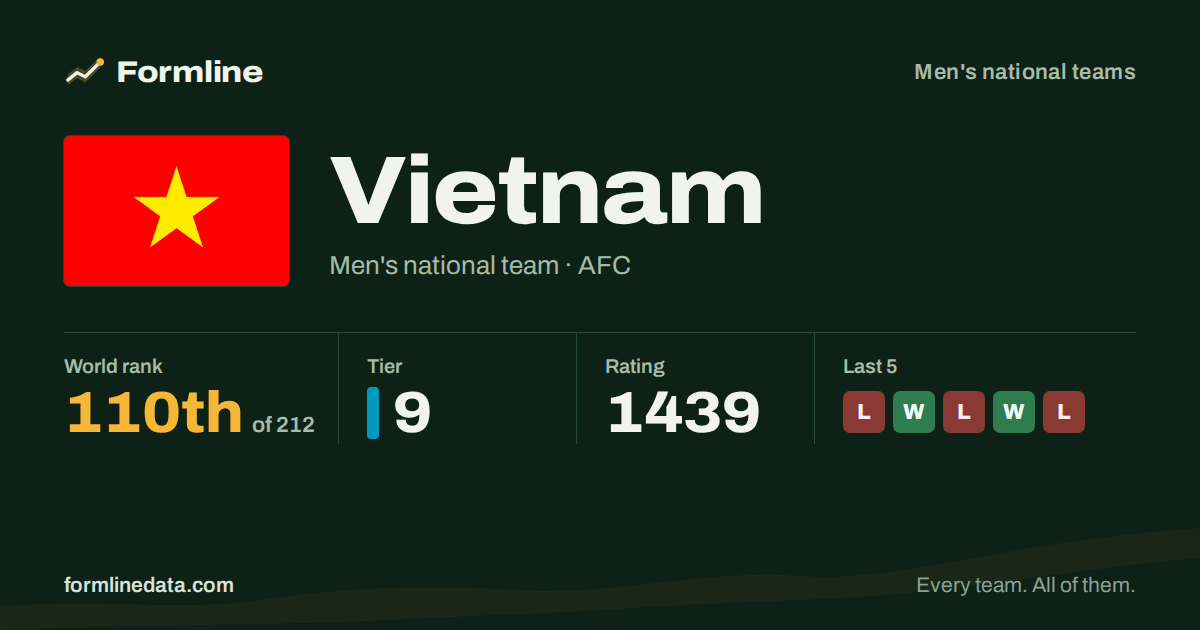 Formline
Men's national teams
Vietnam
Men's national team · AFC
World rank
110th of 212
Tier
9
Rating
1439
Last 5
L W L W L
formlinedata.com
Every team. All of them.